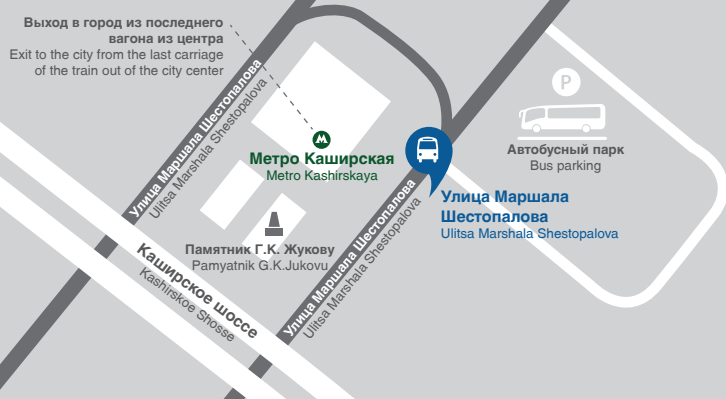 Выход в город из последнего
вагона из центра
Exit to the city from the last carriage
of the train out of the city center
Улица Маршала Шестопалова
Ulitsa Marshala Shestopalova
P
Автобусный парк
Bus parking
М
Метро Каширская
Metro Kashirskaya
Улица Маршала
Шестопалова
Ulitsa Marshala Shestopalova
Памятник Г.К. Жукову
Pamyatnik G.K.Jukovu
Улица Маршала Шестопалова
Ulitsa Marshala Shestopalova
Каширское шоссе
Kashirskoe Shosse